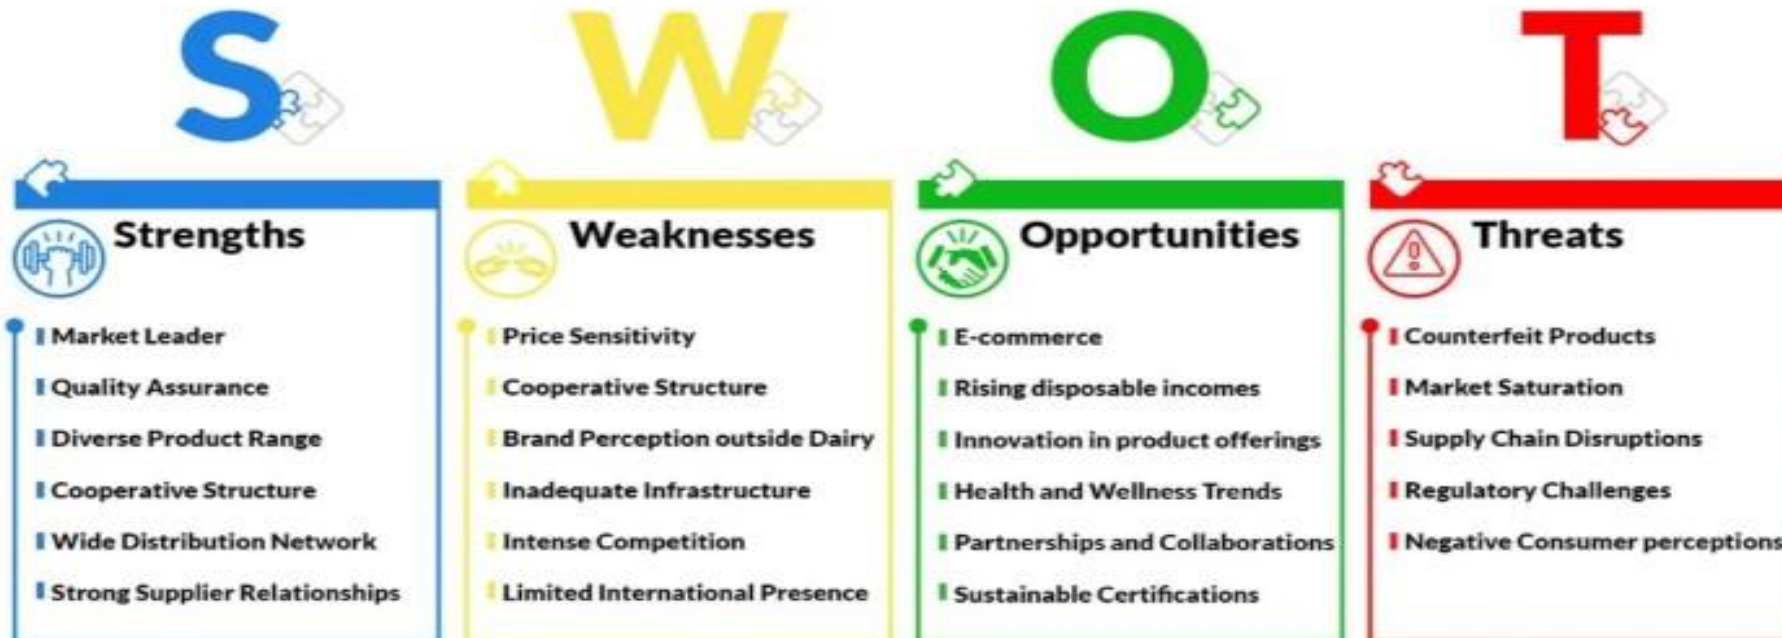 S W O T
Strengths
Market Leader
Quality Assurance
Diverse Product Range
Cooperative Structure
Wide Distribution Network
Strong Supplier Relationships
Weaknesses
Price Sensitivity
Cooperative Structure
Brand Perception outside Dairy
Inadequate Infrastructure
Intense Competition
Limited International Presence
Opportunities
E-commerce
Rising disposable incomes
Innovation in product offerings
Health and Wellness Trends
Partnerships and Collaborations
Sustainable Certifications
Threats
Counterfeit Products
Market Saturation
Supply Chain Disruptions
Regulatory Challenges
Negative Consumer perceptions